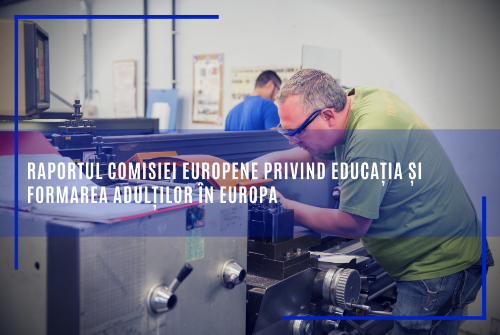 RAPORTUL COMISIEI EUROPENE PRIVIND EDUCAȚIA ȘI
FORMAREA ADULȚILOR ÎN EUROPA